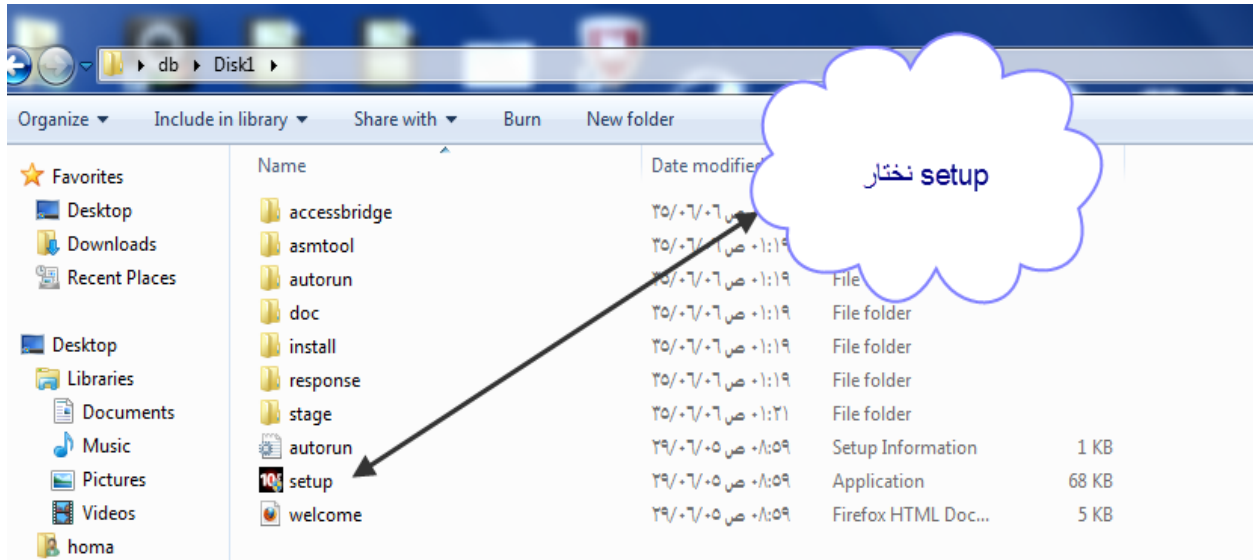 db ▸ Disk1
Organize Include in library Share with Burn New folder
نختار setup
Favorites
Desktop
Downloads
Recent Places
Desktop
Libraries
Documents
Music
Pictures
Videos
homa
Name Date modified
accessbridge ٣٥/٠٦/٠٦ ص
asmtool ٣٥/٠٦/٠٦ ص ٠١:١٩
autorun ٣٥/٠٦/٠٦ ص ٠١:١٩ File
doc ٣٥/٠٦/٠٦ ص ٠١:١٩ File folder
install ٣٥/٠٦/٠٦ ص ٠١:١٩ File folder
response ٣٥/٠٦/٠٦ ص ٠١:١٩ File folder
stage ٣٥/٠٦/٠٦ ص ٠١:٢١ File folder
autorun ٢٩/٠٦/٠٥ ص ٠٨:٥٩ Setup Information 1 KB
setup ٢٩/٠٦/٠٥ ص ٠٨:٥٩ Application 68 KB
welcome ٢٩/٠٦/٠٥ ص ٠٨:٥٩ Firefox HTML Doc... 5 KB